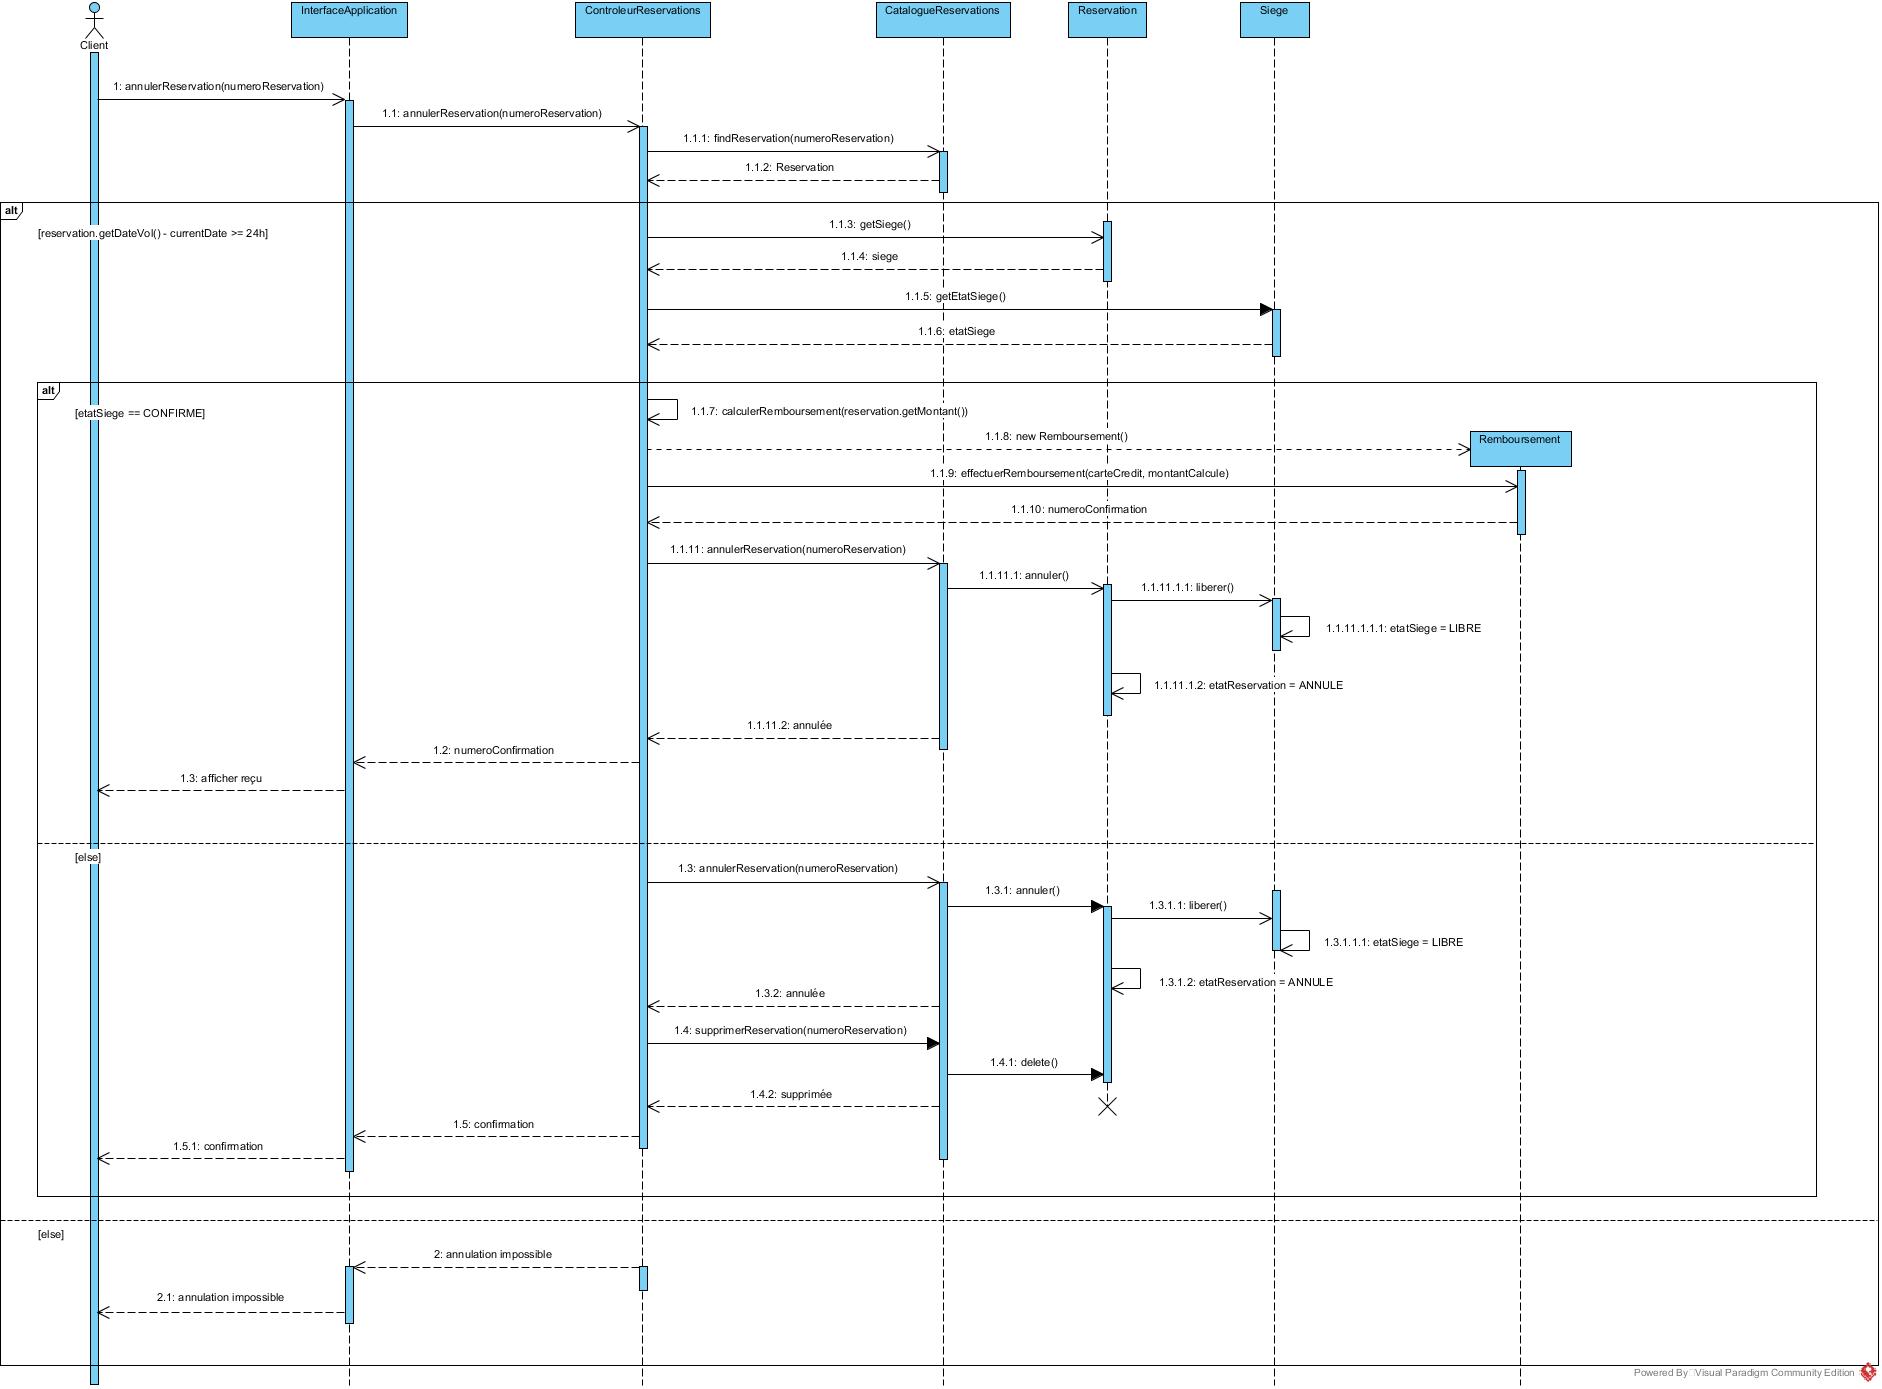 InterfaceApplication
ControleurReservations
CatalogueReservations
Reservation
Siege
Client
1: annulerReservation(numeroReservation)
1.1: annulerReservation(numeroReservation)
1.1.1: findReservation(numeroReservation)
1.1.2: Reservation
alt
[reservation.getDateVol() - currentDate >= 24h]
1.1.3: getSiege()
1.1.4: siege
1.1.5: getEtatSiege()
1.1.6: etatSiege
alt
[etatSiege == CONFIRME]
1.1.7: calculerRemboursement(reservation.getMontant())
1.1.8: new Remboursement()
Remboursement
1.1.9: effectuerRemboursement(carteCredit, montantCalcule)
1.1.10: numeroConfirmation
1.1.11: annulerReservation(numeroReservation)
1.1.11.1: annuler()
1.1.11.1.1: liberer()
1.1.11.1.1.1: etatSiege = LIBRE
1.1.11.1.2: etatReservation = ANNULE
1.1.11.2: annulée
1.2: numeroConfirmation
1.3: afficher reçu
[else]
1.3: annulerReservation(numeroReservation)
1.3.1: annuler()
1.3.1.1: liberer()
1.3.1.1.1: etatSiege = LIBRE
1.3.1.2: etatReservation = ANNULE
1.3.2: annulée
1.4: supprimerReservation(numeroReservation)
1.4.1: delete()
1.4.2: supprimée
1.5: confirmation
1.5.1: confirmation
[else]
2: annulation impossible
2.1: annulation impossible
Powered By Visual Paradigm Community Edition